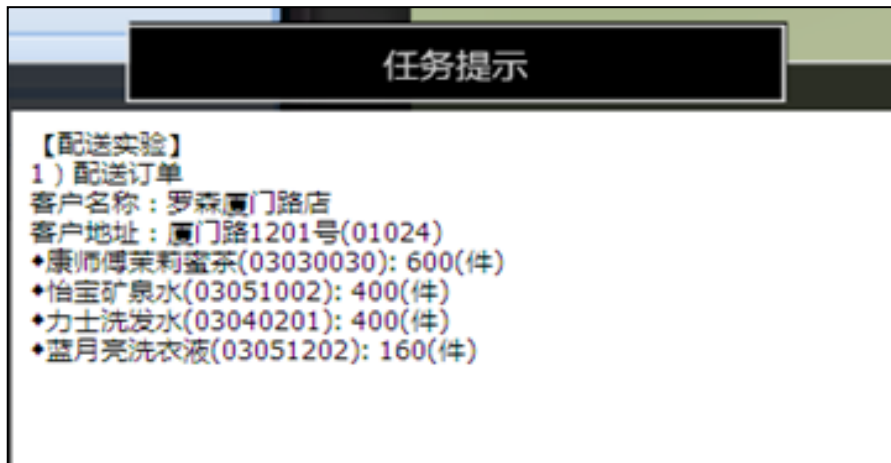 任务提示
【配送实验】
1）配送订单
客户名称：罗森厦门路店
客户地址：厦门路1201号(01024)
◆康师傅茉莉蜜茶(03030030): 600(件)
◆怡宝矿泉水(03051002): 400(件)
◆力士洗发水(03040201): 400(件)
◆蓝月亮洗衣液(03051202): 160(件)